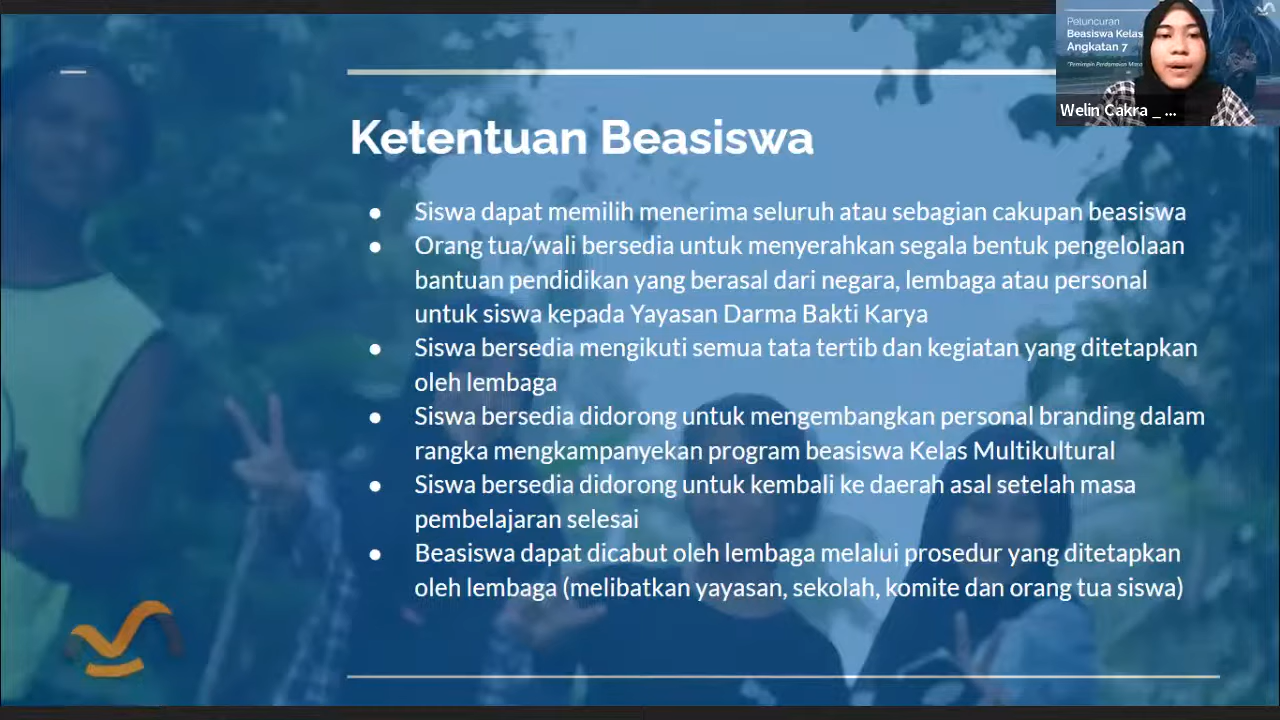 Peluncuran
Beasiswa Kelas
Angkatan 7
Welin Cakra _ ...
Ketentuan Beasiswa
● Siswa dapat memilih menerima seluruh atau sebagian cakupan beasiswa
● Orang tua/wali bersedia untuk menyerahkan segala bentuk pengelolaan
bantuan pendidikan yang berasal dari negara, lembaga atau personal
untuk siswa kepada Yayasan Darma Bakti Karya
● Siswa bersedia mengikuti semua tata tertib dan kegiatan yang ditetapkan
oleh lembaga
● Siswa bersedia didorong untuk mengembangkan personal branding dalam
rangka mengkampanyekan program beasiswa Kelas Multikultural
● Siswa bersedia didorong untuk kembali ke daerah asal setelah masa
pembelajaran selesai
● Beasiswa dapat dicabut oleh lembaga melalui prosedur yang ditetapkan
oleh lembaga (melibatkan yayasan, sekolah, komite dan orang tua siswa)